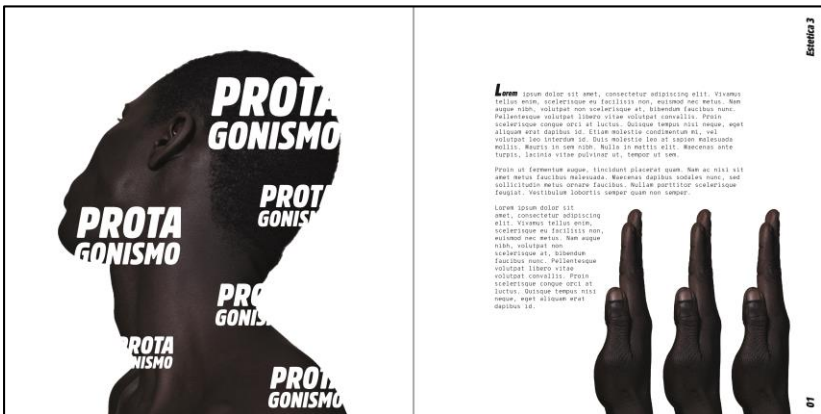 PROTA
GONISMO
PROTA
GONISMO
PROTA
GONISM
PROTA
GONISMO
PROTA
GONISMO
PROTA
GONISMO
Estetica 3
Lorem ipsum dolor sit amet, consectetur adipiscing elit. Vivamus
tellus enim, scelerisque eu facilisis non, euismod nec metus. Nam
augue nibh, volutpat non scelerisque at, bibendum faucibus nunc.
Pellentesque volutpat libero vitae volutpat convallis. Proin
scelerisque congue orci at luctus. Quisque tempus nisi neque, eget
aliquam erat dapibus id. Etiam molestie condimentum mi, vel
volutpat leo interdum id. Duis molestie leo at sapien malesuada
mollis. Mauris in sem nibh. Nulla in mattis elit. Maecenas ante
turpis, lacinia vitae pulvinar ut, tempor ut sem.
Proin ut fermentum augue, tincidunt placerat quam. Nam ac nisi sit
amet metus faucibus malesuada. Maecenas dapibus sodales nunc, sed
sollicitudin metus ornare faucibus. Nullam porttitor scelerisque
feugiat. Vestibulum lobortis semper quam non semper.
Lorem ipsum dolor sit
amet, consectetur adipiscing
elit. Vivamus tellus enim,
scelerisque eu facilisis non,
euismod nec metus. Nam augue
nibh, volutpat non
scelerisque at, bibendum
faucibus nunc. Pellentesque
volutpat libero vitae
volutpat convallis. Proin
scelerisque congue orci at
luctus. Quisque tempus nisi
neque, eget aliquam erat
dapibus id.
01